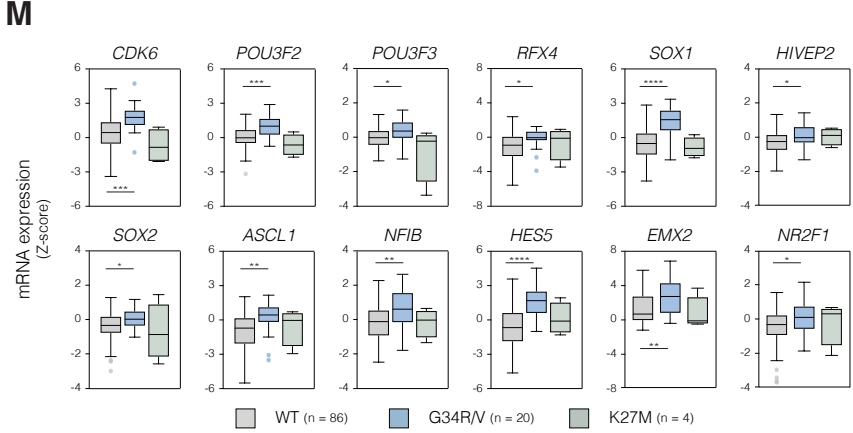 M
CDK6 POU3F2 POU3F3 RFX4 SOX1 HIVEP2
6 6 4 8 6 4
3 3 2 4 3 2
0 0 0 0 0 0
-3 -3 -2 -4 -3 -2
-6 -6 -4 -8 -6 -4
*** * * **** *
***
mRNA expression
(Z-score)
SOX2 ASCL1 NFIB HES5 EMX2 NR2F1
4 6 4 6 8 4
2 3 2 3 4 2
0 0 0 0 0 0
-2 -3 -2 -3 -4 -2
-4 -6 -4 -6 -8 -4
* ** ** **** *
**
WT (n = 86) G34R/V (n = 20) K27M (n = 4)